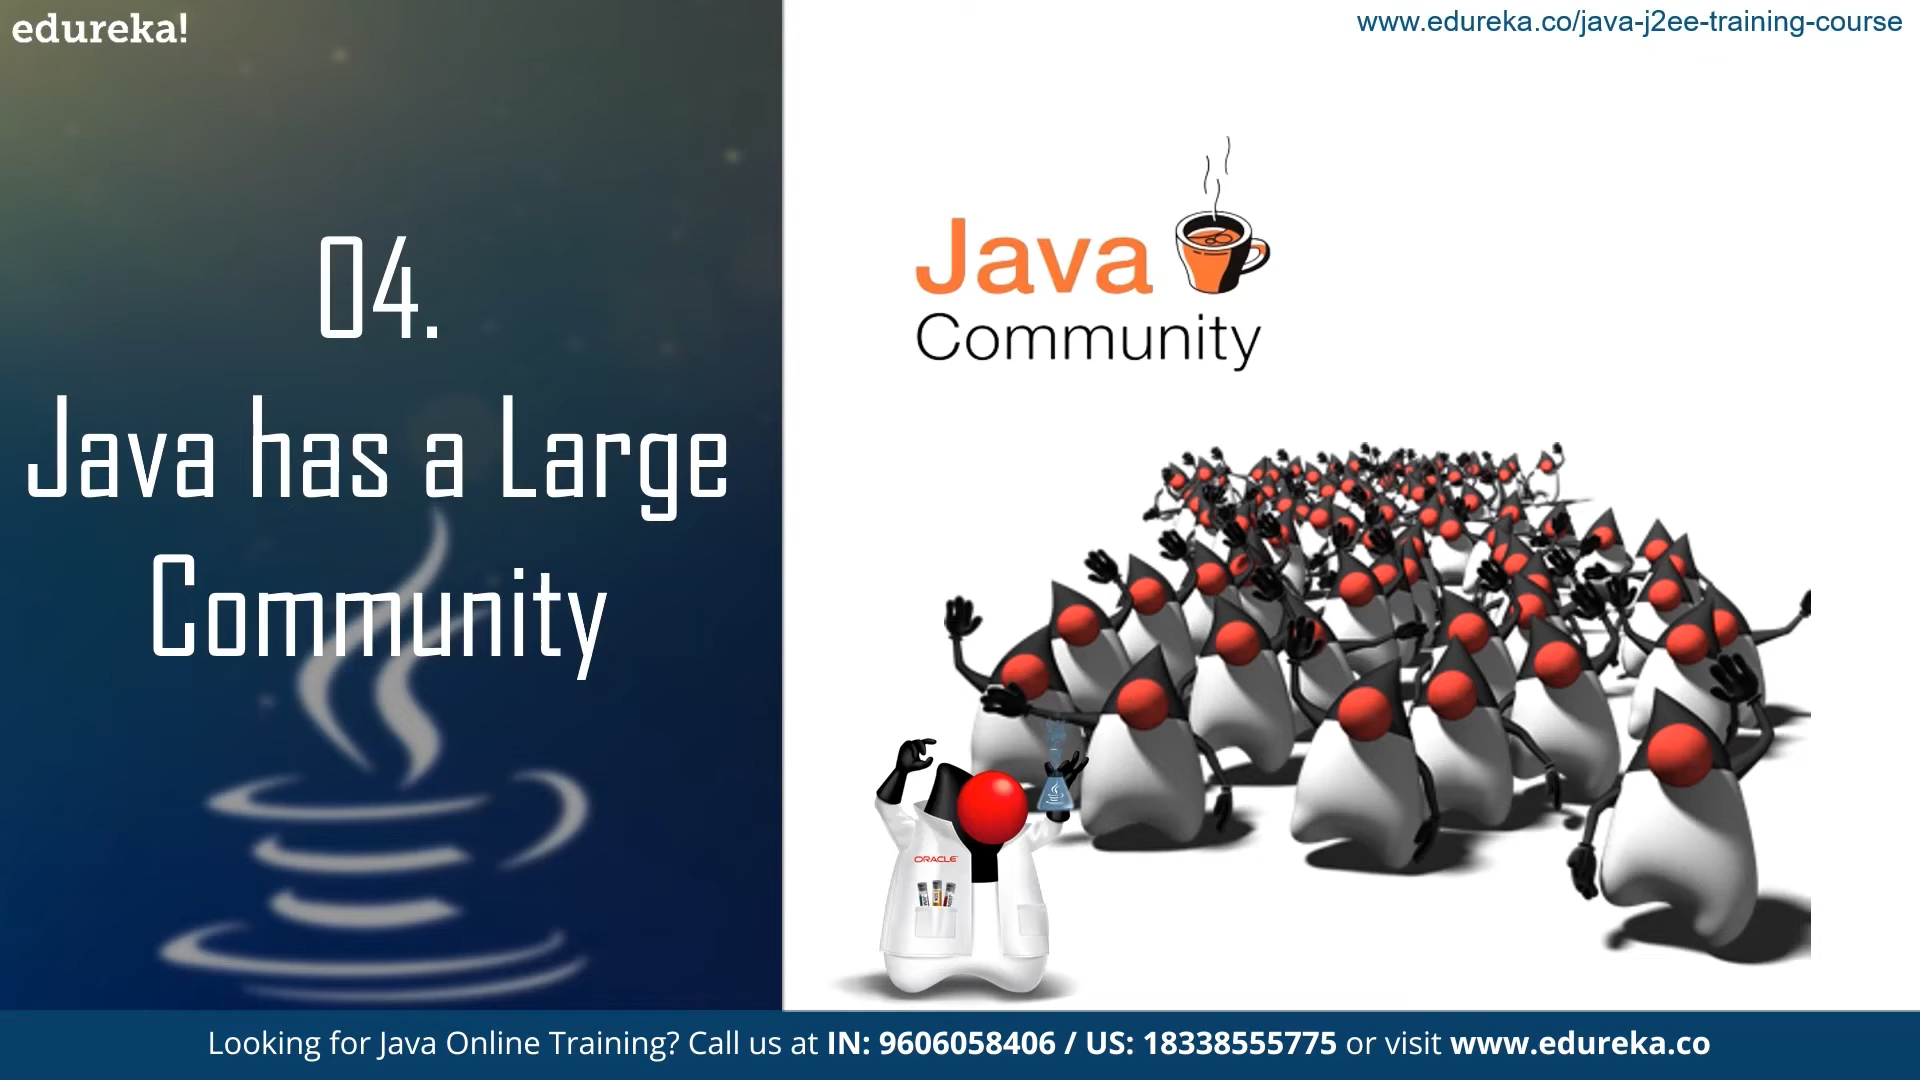 edureka!
www.edureka.co/java-j2ee-training-course
04.
Java has a Large
Community
Java
Community
ORACLE
Looking for Java Online Training? Call us at IN: 9606058406 / US: 18338555775 or visit www.edureka.co